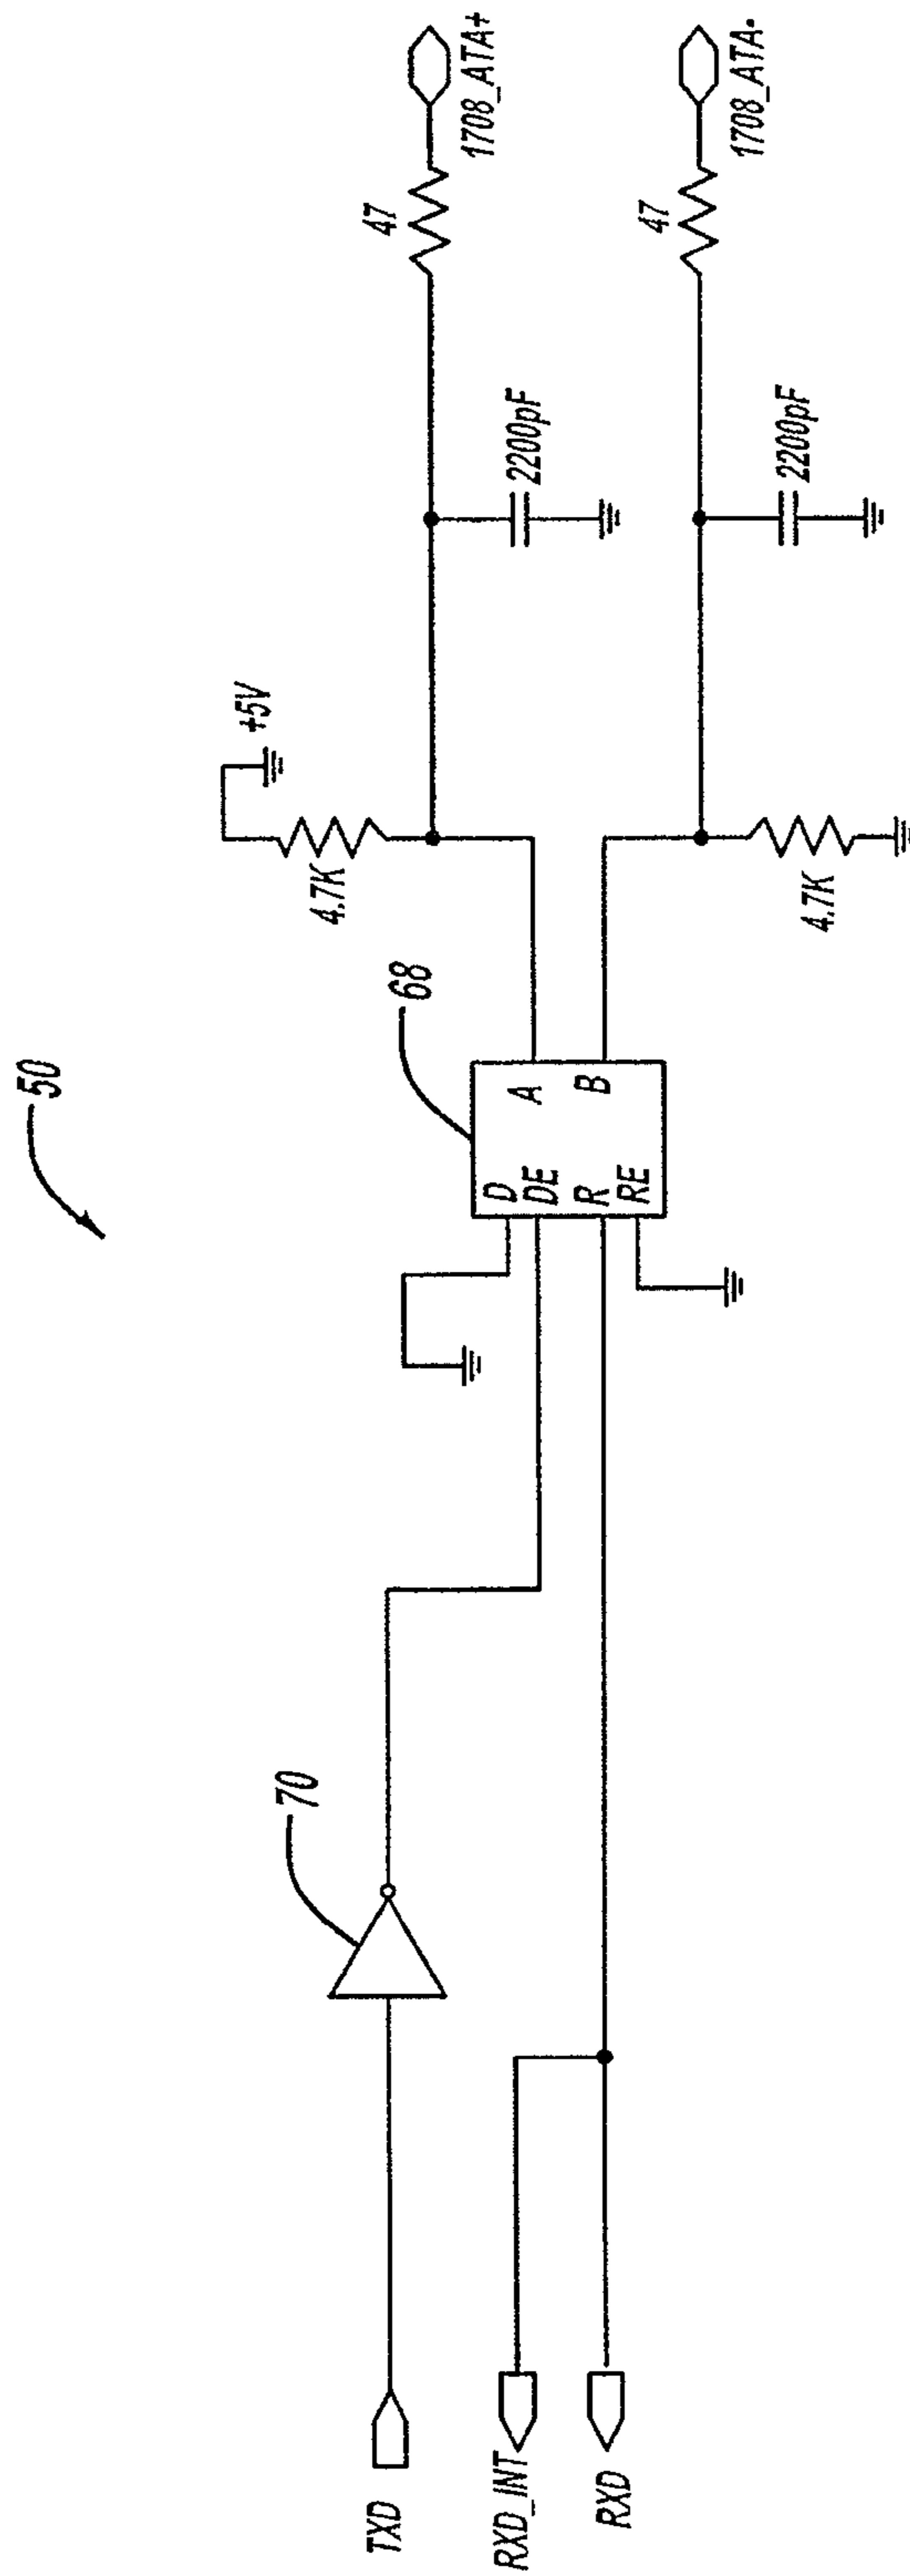 50
TXD
RXD_INT
RXD
70
D
DE
R
RE
A
B
68
4.7K
+5V
4.7K
2200pF
2200pF
47
1708_ATA+
47
1708_ATA-